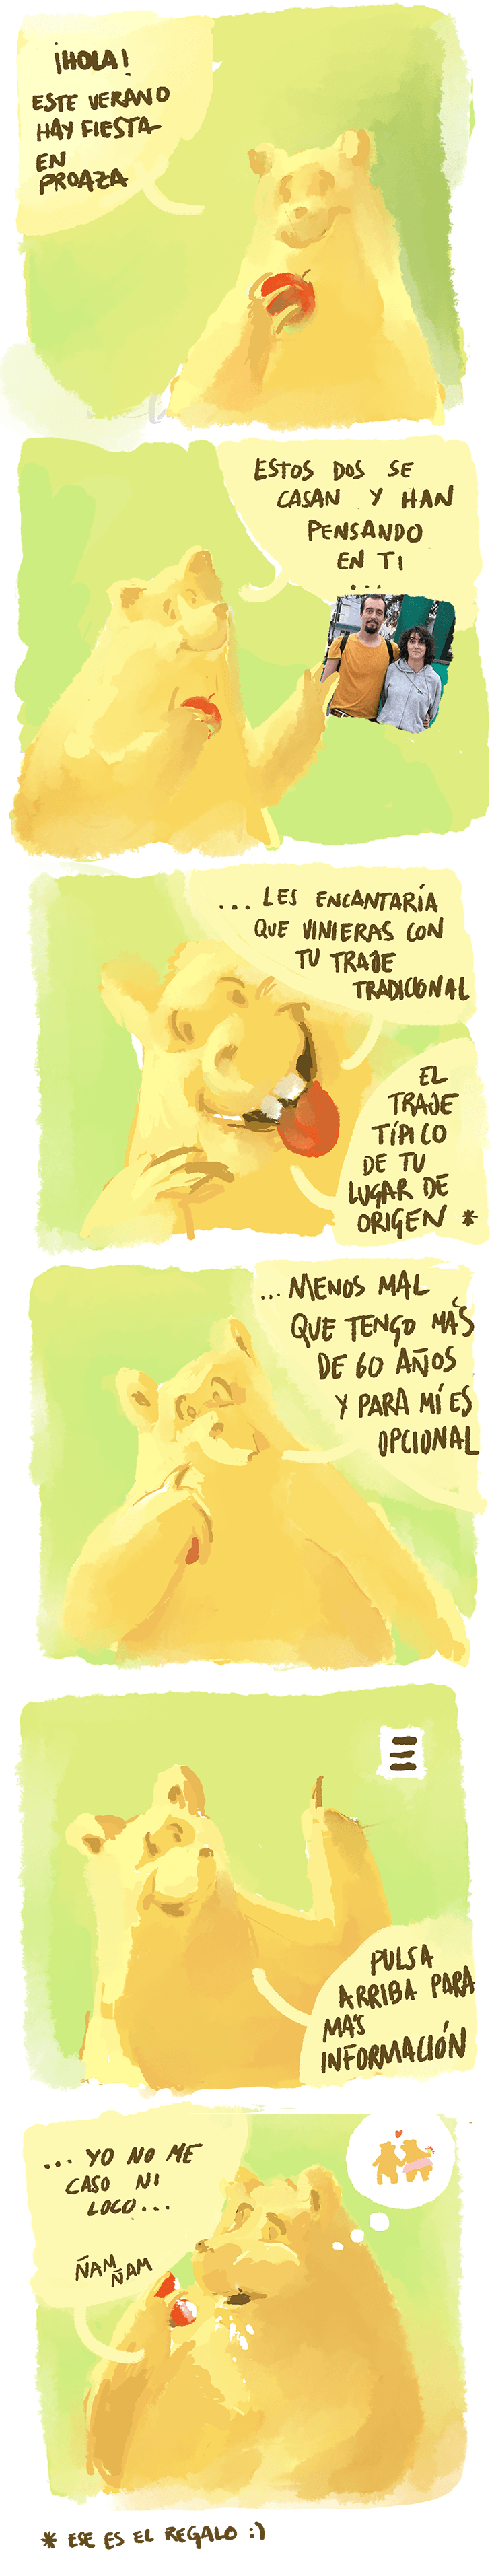 ¡HOLA!
ESTE VERANO
HAY FIESTA
EN
PROAZA
ESTOS DOS SE
CASAN Y HAN
PENSANDO
EN TI
...
... LES ENCANTARÍA
QUE VINIERAS CON
TU TRAJE
TRADICIONAL
EL
TRAJE
TÍPICO
DE TU
LUGAR DE
ORIGEN *
...MENOS MAL
QUE TENGO MÁS
DE 60 AÑOS
Y PARA MÍ ES
OPCIONAL
PULSA
ARRIBA PARA
MÁS
INFORMACIÓN
... YO NO ME
CASO NI
LOCO...
ÑAM
ÑAM
* ESE ES EL REGALO :)